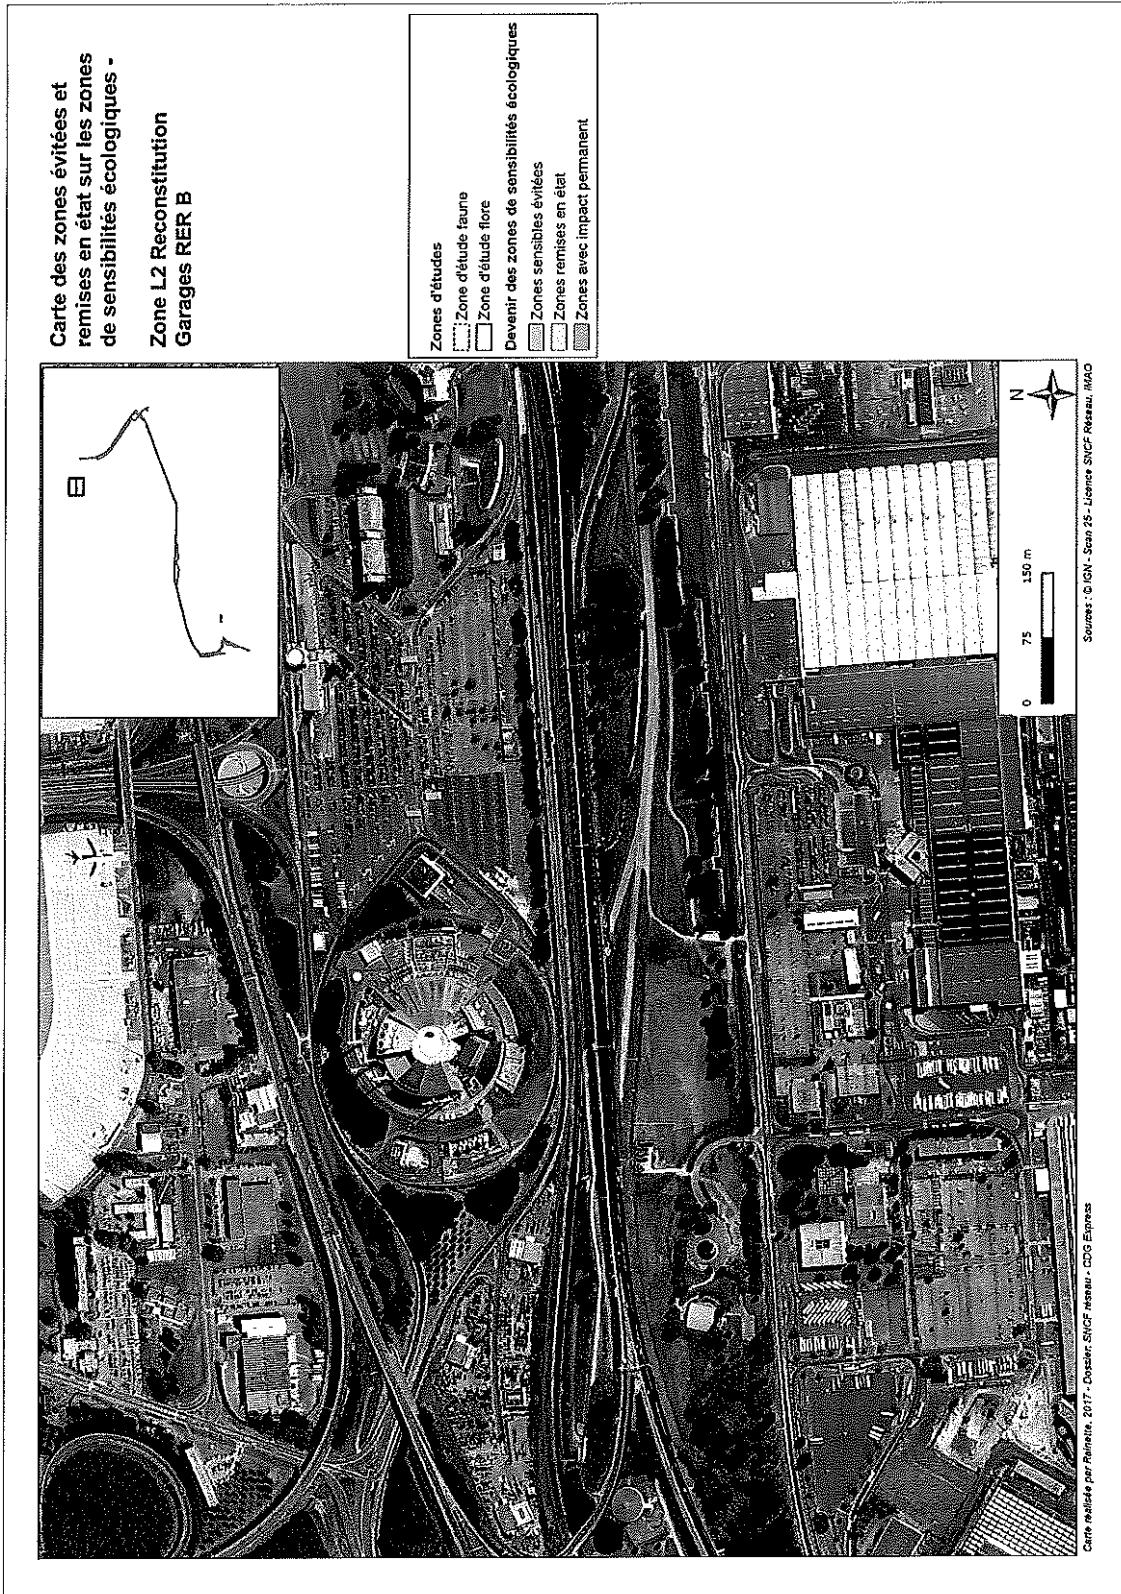 Carte des zones évitées et
remises en état sur les zones
de sensibilités écologiques -
Zone L2 Reconstitution
Garages RER B
Zones d'études
Zone d'étude faune
Zone d'étude flore
Devenir des zones de sensibilités écologiques
Zones sensibles évitées
Zones remises en état
Zones avec impact permanent
N
0 75 150 m
Sources : © IGN - Scan 25 - Licence SNCF Réseau, IMAO
Carte réalisée par Rainette, 2017 - Dossier: SNCF réseau - CDG Express